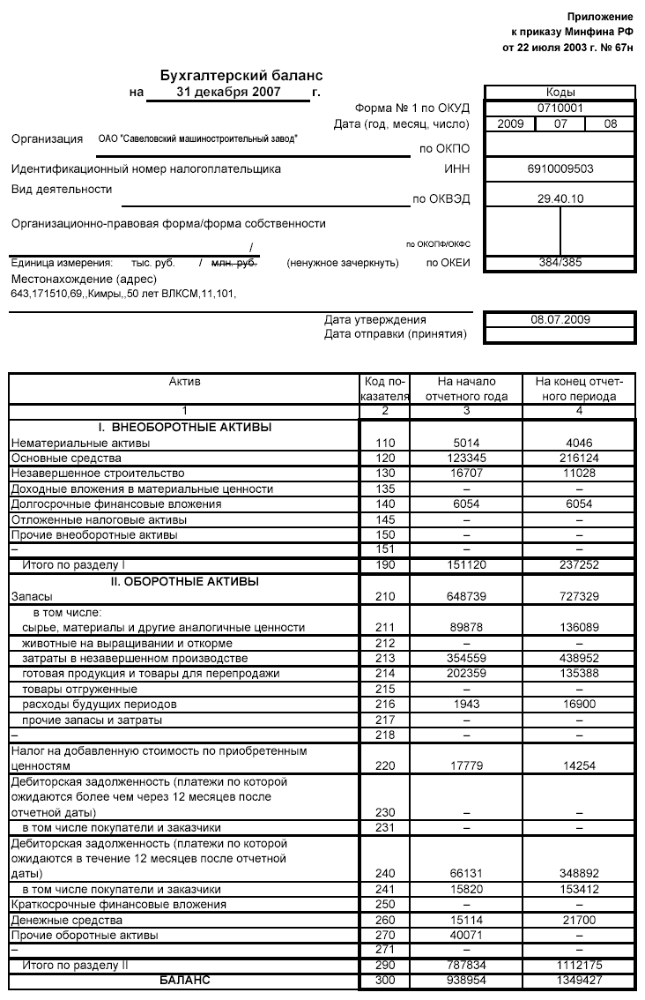 Приложение
к приказу Минфина РФ
от 22 июля 2003 г. № 67н
Бухгалтерский баланс
на 31 декабря 2007 г.
Коды
Форма № 1 по ОКУД 0710001
Дата (год, месяц, число) 2009 07 08
Организация ОАО "Савеловский машиностроительный завод" по ОКПО
Идентификационный номер налогоплательщика ИНН 6910009503
Вид деятельности по ОКВЭД 29.40.10
Организационно-правовая форма/форма собственности
/ по ОКОПФ/ОКФС
Единица измерения: тыс. руб. / млн. руб. (ненужное зачеркнуть) по ОКЕИ 384/385
Местонахождение (адрес)
643,171510,69,,Кимры,,50 лет ВЛКСМ,11,101,
Дата утверждения 08.07.2009
Дата отправки (принятия)
Актив Код по- На начало На конец отчет-
казателя отчетного года ного периода
1 2 3 4
I. ВНЕОБОРОТНЫЕ АКТИВЫ
Нематериальные активы 110 5014 4046
Основные средства 120 123345 216124
Незавершенное строительство 130 16707 11028
Доходные вложения в материальные ценности 135 – –
Долгосрочные финансовые вложения 140 6054 6054
Отложенные налоговые активы 145 – –
Прочие внеоборотные активы 150 – –
– 151 – –
Итого по разделу I 190 151120 237252
II. ОБОРОТНЫЕ АКТИВЫ
Запасы 210 648739 727329
в том числе:
сырье, материалы и другие аналогичные ценности 211 89878 136089
животные на выращивании и откорме 212 – –
затраты в незавершенном производстве 213 354559 438952
готовая продукция и товары для перепродажи 214 202359 135388
товары отгруженные 215 – –
расходы будущих периодов 216 1943 16900
прочие запасы и затраты 217 – –
– 218 – –
Налог на добавленную стоимость по приобретенным
ценностям 220 17779 14254
Дебиторская задолженность (платежи по которой
ожидаются более чем через 12 месяцев после
отчетной даты) 230 – –
в том числе покупатели и заказчики 231 – –
Дебиторская задолженность (платежи по которой
ожидаются в течение 12 месяцев после отчетной
даты) 240 66131 348892
в том числе покупатели и заказчики 241 15820 153412
Краткосрочные финансовые вложения 250 – –
Денежные средства 260 15114 21700
Прочие оборотные активы 270 40071 –
– 271 – –
Итого по разделу II 290 787834 1112175
БАЛАНС 300 938954 1349427